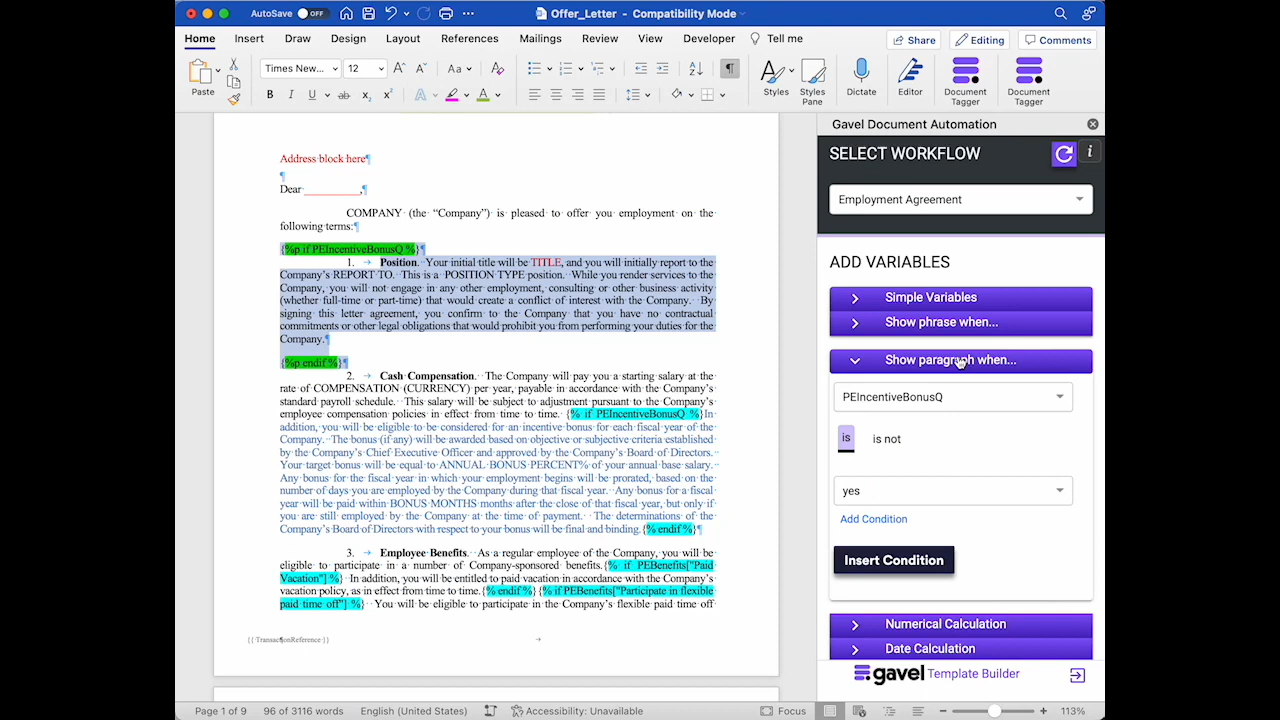 AutoSave OFF Offer_Letter - Compatibility Mode
Home Insert Draw Design Layout References Mailings Review View Developer Tell me Share Editing Comments
Times New... 12 Aa
Paste Styles Styles Pane Dictate Editor Document Tagger Document Tagger
Address block here¶
¶
Dear ___________,¶
COMPANY (the “Company”) is pleased to offer you employment on the
following terms:¶
{%p if PEIncentiveBonusQ %}¶
1. → Position. Your initial title will be TITLE, and you will initially report to the
Company’s REPORT TO. This is a POSITION TYPE position. While you render services to the
Company, you will not engage in any other employment, consulting or other business activity
(whether full-time or part-time) that would create a conflict of interest with the Company. By
signing this letter agreement, you confirm to the Company that you have no contractual
commitments or other legal obligations that would prohibit you from performing your duties for the
Company.¶
{%p endif %}¶
2. → Cash Compensation. The Company will pay you a starting salary at the
rate of COMPENSATION (CURRENCY) per year, payable in accordance with the Company’s
standard payroll schedule. This salary will be subject to adjustment pursuant to the Company’s
employee compensation policies in effect from time to time. {% if PEIncentiveBonusQ %}In
addition, you will be eligible to be considered for an incentive bonus for each fiscal year of the
Company. The bonus (if any) will be awarded based on objective or subjective criteria established
by the Company’s Chief Executive Officer and approved by the Company’s Board of Directors.
Your target bonus will be equal to ANNUAL BONUS PERCENT% of your annual base salary.
Any bonus for the fiscal year in which your employment begins will be prorated, based on the
number of days you are employed by the Company during that fiscal year. Any bonus for a fiscal
year will be paid within BONUS MONTHS months after the close of that fiscal year, but only if
you are still employed by the Company at the time of payment. The determinations of the
Company’s Board of Directors with respect to your bonus will be final and binding.{% endif %}¶
3. → Employee Benefits. As a regular employee of the Company, you will be
eligible to participate in a number of Company-sponsored benefits.{% if PEBenefits["Paid
Vacation"] %} In addition, you will be entitled to paid vacation in accordance with the Company’s
vacation policy, as in effect from time to time.{% endif %}{% if PEBenefits["Participate in flexible
paid time off"] %} You will be eligible to participate in the Company’s flexible paid time off
{{ TransactionReference }}
Gavel Document Automation
SELECT WORKFLOW
Employment Agreement
ADD VARIABLES
Simple Variables
Show phrase when...
Show paragraph when...
PEIncentiveBonusQ
is is not
yes
Add Condition
Insert Condition
Numerical Calculation
Date Calculation
gavel Template Builder
Page 1 of 9 96 of 3116 words English (United States) Accessibility: Unavailable Focus 113%